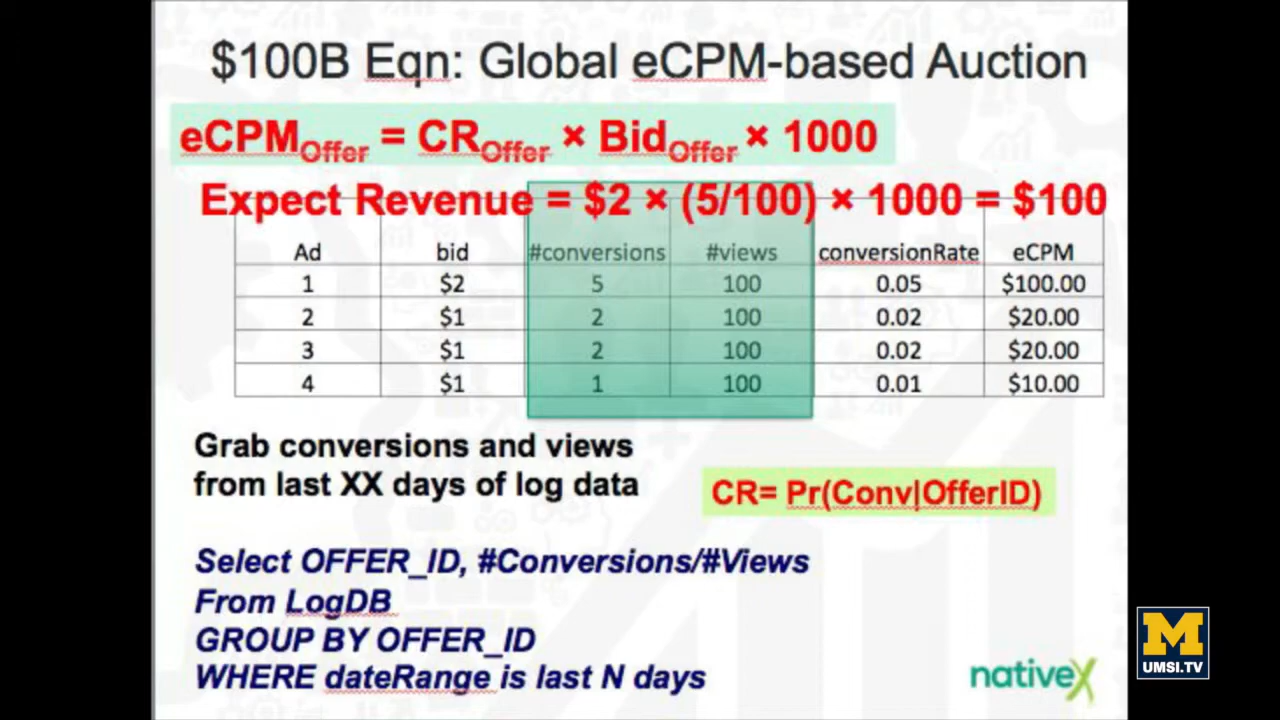 $100B Eqn: Global eCPM-based Auction
eCPMOffer = CROffer × BidOffer × 1000
Expect Revenue = $2 × (5/100) × 1000 = $100
Ad bid #conversions #views conversionRate eCPM
1 $2 5 100 0.05 $100.00
2 $1 2 100 0.02 $20.00
3 $1 2 100 0.02 $20.00
4 $1 1 100 0.01 $10.00
Grab conversions and views
from last XX days of log data
CR= Pr(Conv|OfferID)
Select OFFER_ID, #Conversions/#Views
From LogDB
GROUP BY OFFER_ID
WHERE dateRange is last N days
nativeX
M
UMSI.TV